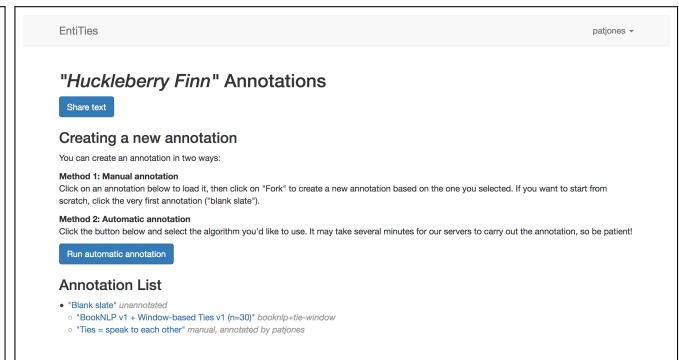 EntiTies
patjones
"Huckleberry Finn" Annotations
Share text
Creating a new annotation
You can create an annotation in two ways:
Method 1: Manual annotation
Click on an annotation below to load it, then click on "Fork" to create a new annotation based on the one you selected. If you want to start from
scratch, click the very first annotation ("blank slate").
Method 2: Automatic annotation
Click the button below and select the algorithm you'd like to use. It may take several minutes for our servers to carry out the annotation, so be patient!
Run automatic annotation
Annotation List
"Blank slate" unannotated
"BookNLP v1 + Window-based Ties v1 (n=30)" booknlp+tie-window
"Ties = speak to each other" manual, annotated by patjones